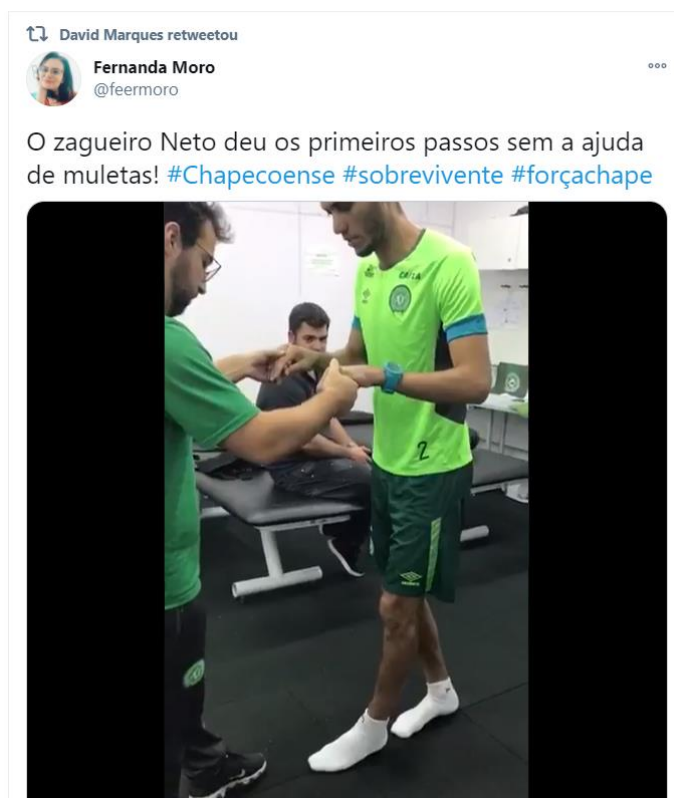 David Marques retweetou
Fernanda Moro
@feermoro
O zagueiro Neto deu os primeiros passos sem a ajuda
de muletas! #Chapecoense #sobrevivente #forçachape
CAIXA
2